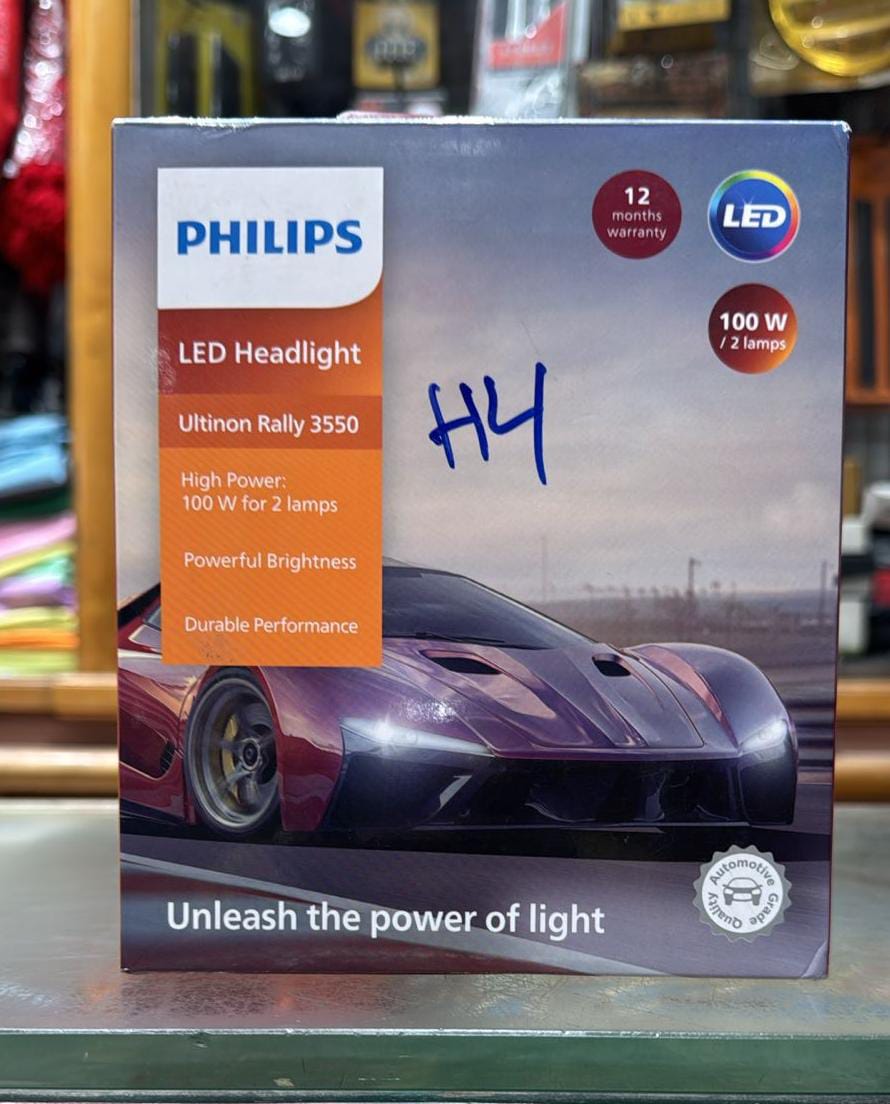 PHILIPS
LED Headlight
Ultinon Rally 3550
High Power:
100 W for 2 lamps
Powerful Brightness
Durable Performance
12
months
warranty
LED
100 W
/ 2 lamps
H4
Unleash the power of light
Automotive Grade Quality